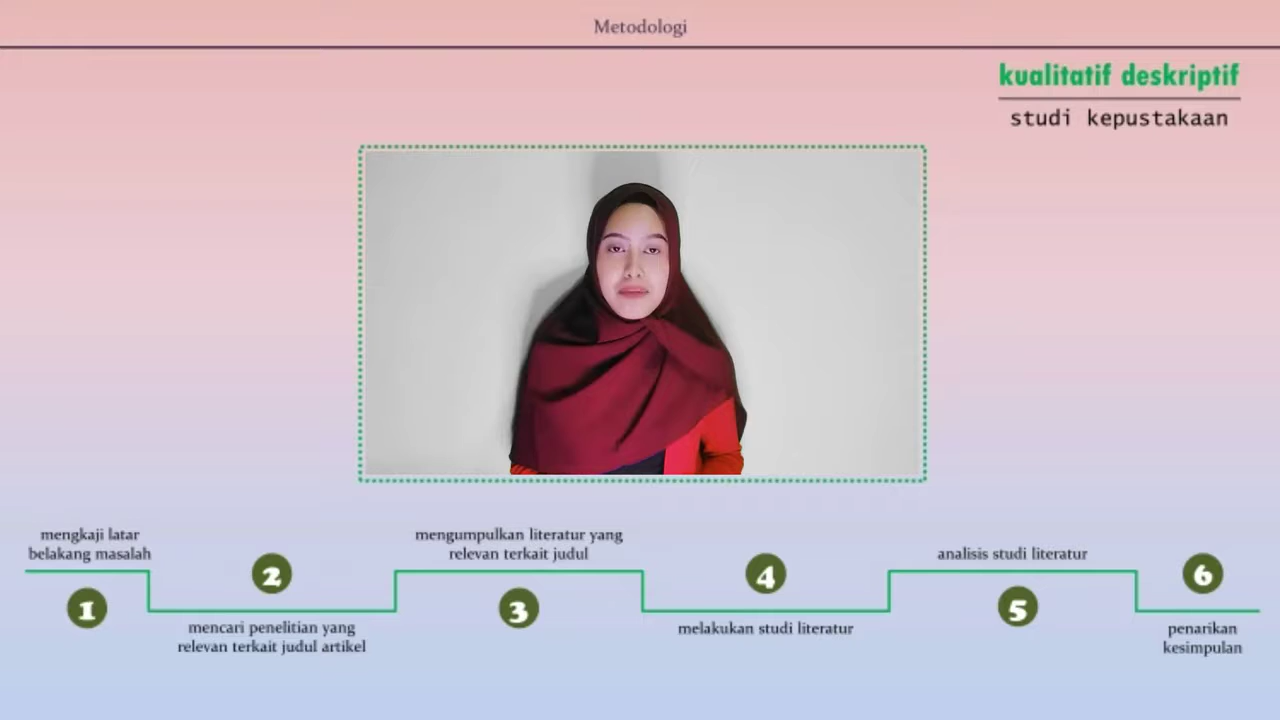 Metodologi
kualitatif deskriptif
studi kepustakaan
mengkaji latar
belakang masalah
1
2
mencari penelitian yang
relevan terkait judul artikel
mengumpulkan literatur yang
relevan terkait judul
3
4
melakukan studi literatur
analisis studi literatur
5
6
penarikan
kesimpulan